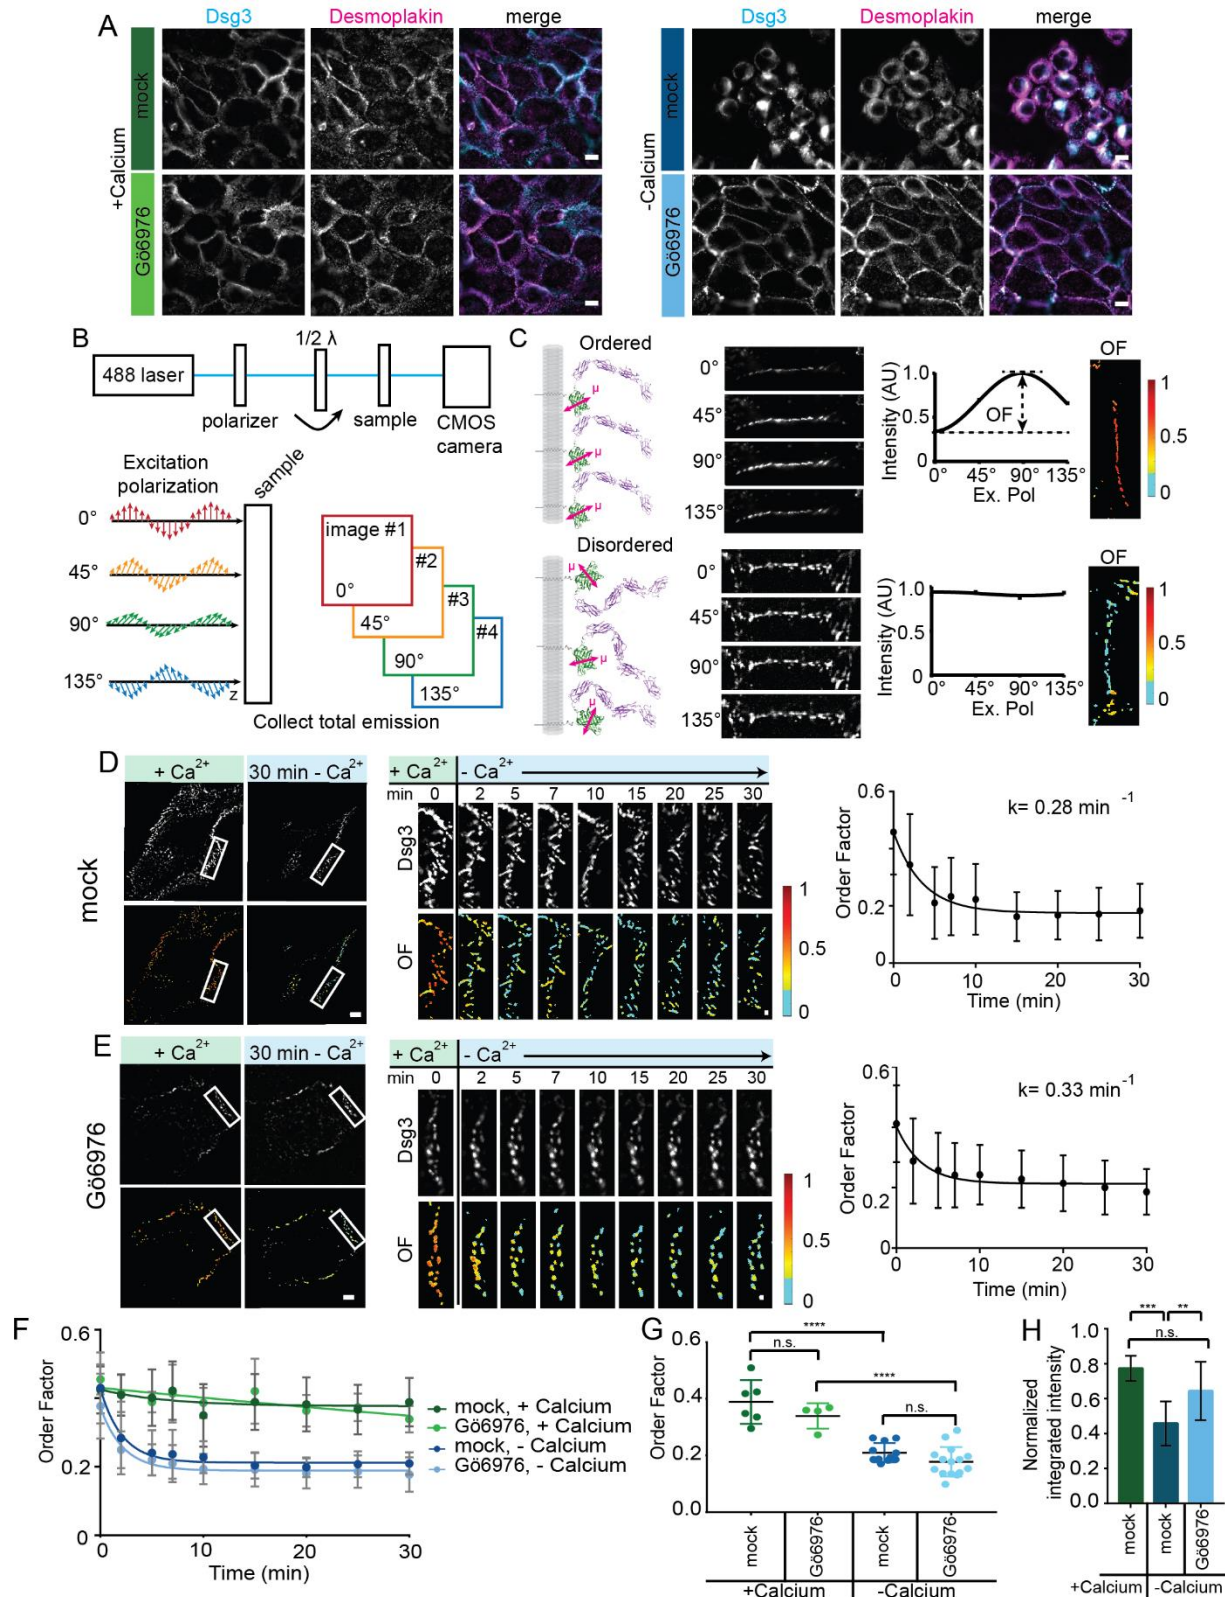 A
Dsg3 Desmoplakin merge
Dsg3 Desmoplakin merge
+Calcium
mock
Gö6976
-Calcium
mock
Gö6976
B
488 laser
polarizer
1/2 λ
sample
CMOS
camera
Excitation
polarization
sample
0°
45°
90°
135°
z
image #1
0°
#2
45°
#3
90°
#4
135°
Collect total emission
C
Ordered
μ
μ
μ
0°
45°
90°
135°
Intensity (AU)
1.0
0.5
0
OF
0° 45° 90° 135°
Ex. Pol
OF
1
0.5
0
Disordered
μ
μ
μ
0°
45°
90°
135°
Intensity (AU)
1.0
0.5
0
0° 45° 90° 135°
Ex. Pol
OF
1
0.5
0
D
mock
+ Ca2+ 30 min - Ca2+
+ Ca2+ - Ca2+
min 0 2 5 7 10 15 20 25 30
Dsg3
OF
1
0.5
0
Order Factor
0.6
0.2
0
k= 0.28 min -1
0 10 20 30
Time (min)
E
Gö6976
+ Ca2+ 30 min - Ca2+
+ Ca2+ - Ca2+
min 0 2 5 7 10 15 20 25 30
Dsg3
OF
1
0.5
0
Order Factor
0.6
0.2
0
k= 0.33 min-1
0 10 20 30
Time (min)
F
Order Factor
0.6
0.2
0
0 10 20 30
Time (min)
mock, + Calcium
Gö6976, + Calcium
mock, - Calcium
Gö6976, - Calcium
G
Order Factor
0.6
0.4
0.2
0.0
****
n.s.
****
n.s.
mock
Gö6976
mock
Gö6976
+Calcium -Calcium
H
Normalized
integrated intensity
1.0
0.8
0.6
0.4
0.2
0.0
*** **
n.s.
mock
mock
Gö6976
+Calcium -Calcium